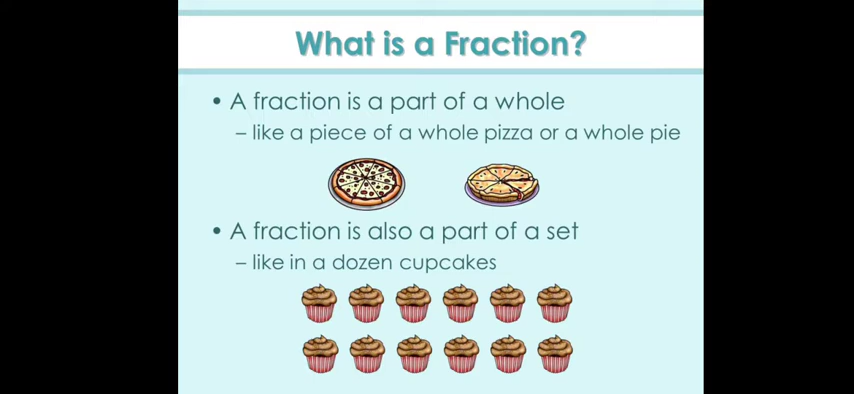 What is a Fraction?
• A fraction is a part of a whole
– like a piece of a whole pizza or a whole pie
• A fraction is also a part of a set
– like in a dozen cupcakes